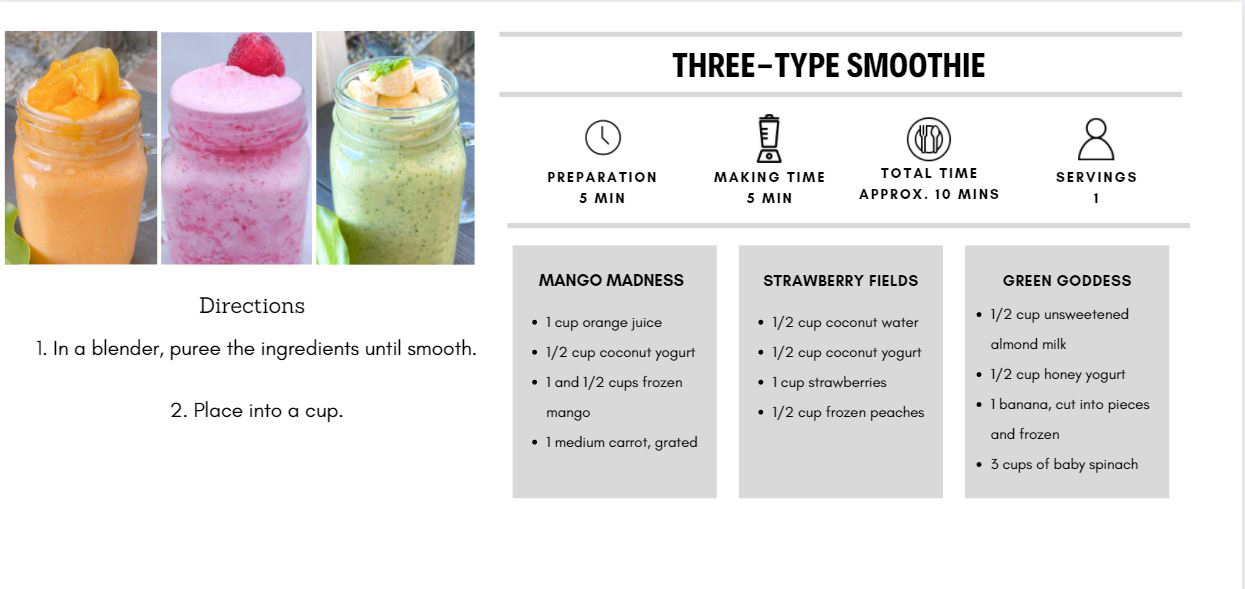 THREE-TYPE SMOOTHIE
PREPARATION
5 MIN
MAKING TIME
5 MIN
TOTAL TIME
APPROX. 10 MINS
SERVINGS
1
Directions
1. In a blender, puree the ingredients until smooth.
2. Place into a cup.
MANGO MADNESS
• 1 cup orange juice
• 1/2 cup coconut yogurt
• 1 and 1/2 cups frozen
mango
• 1 medium carrot, grated
STRAWBERRY FIELDS
• 1/2 cup coconut water
• 1/2 cup coconut yogurt
• 1 cup strawberries
• 1/2 cup frozen peaches
GREEN GODDESS
• 1/2 cup unsweetened
almond milk
• 1/2 cup honey yogurt
• 1 banana, cut into pieces
and frozen
• 3 cups of baby spinach